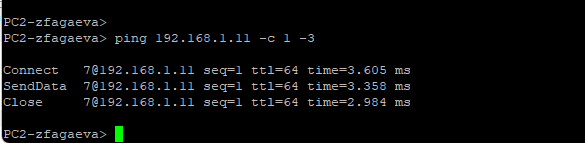 PC2-zfagaeva>
PC2-zfagaeva> ping 192.168.1.11 -c 1 -3
Connect   7@192.168.1.11 seq=1 ttl=64 time=3.605 ms
SendData  7@192.168.1.11 seq=1 ttl=64 time=3.358 ms
Close     7@192.168.1.11 seq=1 ttl=64 time=2.984 ms
PC2-zfagaeva>